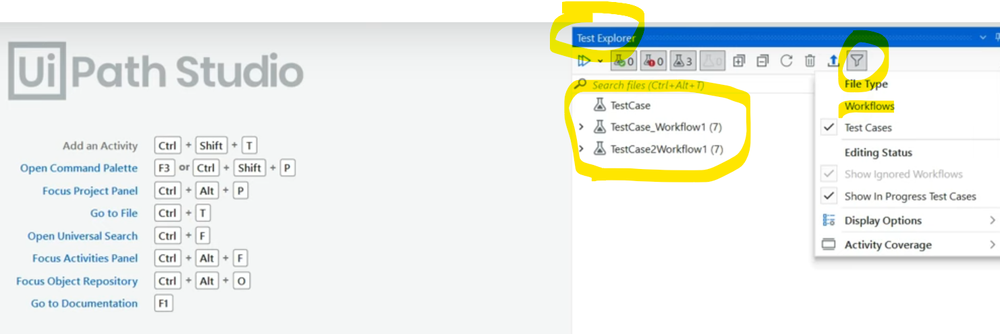 UiPath Studio
Add an Activity Ctrl + Shift + T
Open Command Palette F3 or Ctrl + Shift + P
Focus Project Panel Ctrl + Alt + P
Go to File Ctrl + T
Open Universal Search Ctrl + F
Focus Activities Panel Ctrl + Alt + F
Focus Object Repository Ctrl + Alt + O
Go to Documentation F1
Test Explorer
0 0 3 0
Search files (Ctrl+Alt+T)
TestCase
TestCase_Workflow1 (7)
TestCase2Workflow1 (7)
File Type
Workflows
Test Cases
Editing Status
Show Ignored Workflows
Show In Progress Test Cases
Display Options
Activity Coverage